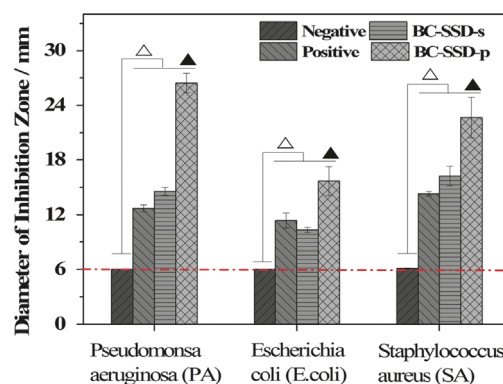 Diameter of Inhibition Zone / mm
30
24
18
12
6
0
Negative
BC-SSD-s
Positive
BC-SSD-p
Pseudomonsa
aeruginosa (PA)
Escherichia
coli (E.coli)
Staphylococcus
aureus (SA)